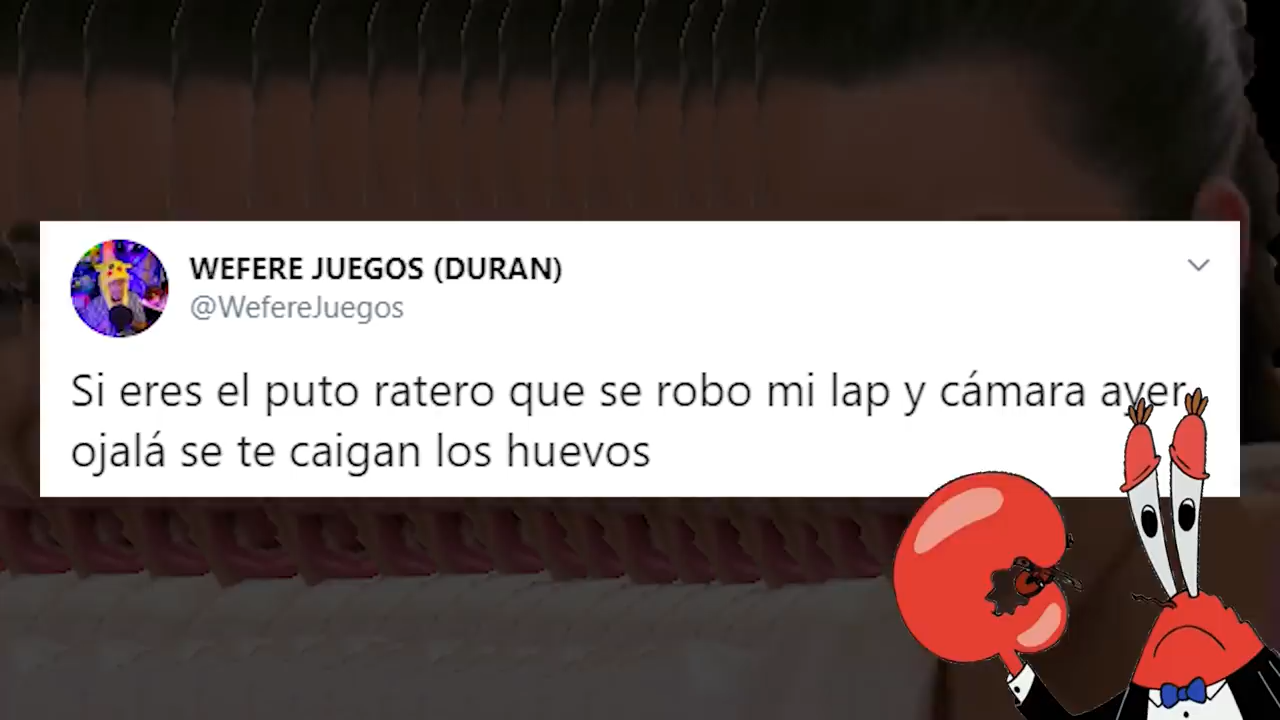 WEFERE JUEGOS (DURAN)
@WefereJuegos
Si eres el puto ratero que se robo mi lap y cámara ayer
ojalá se te caigan los huevos